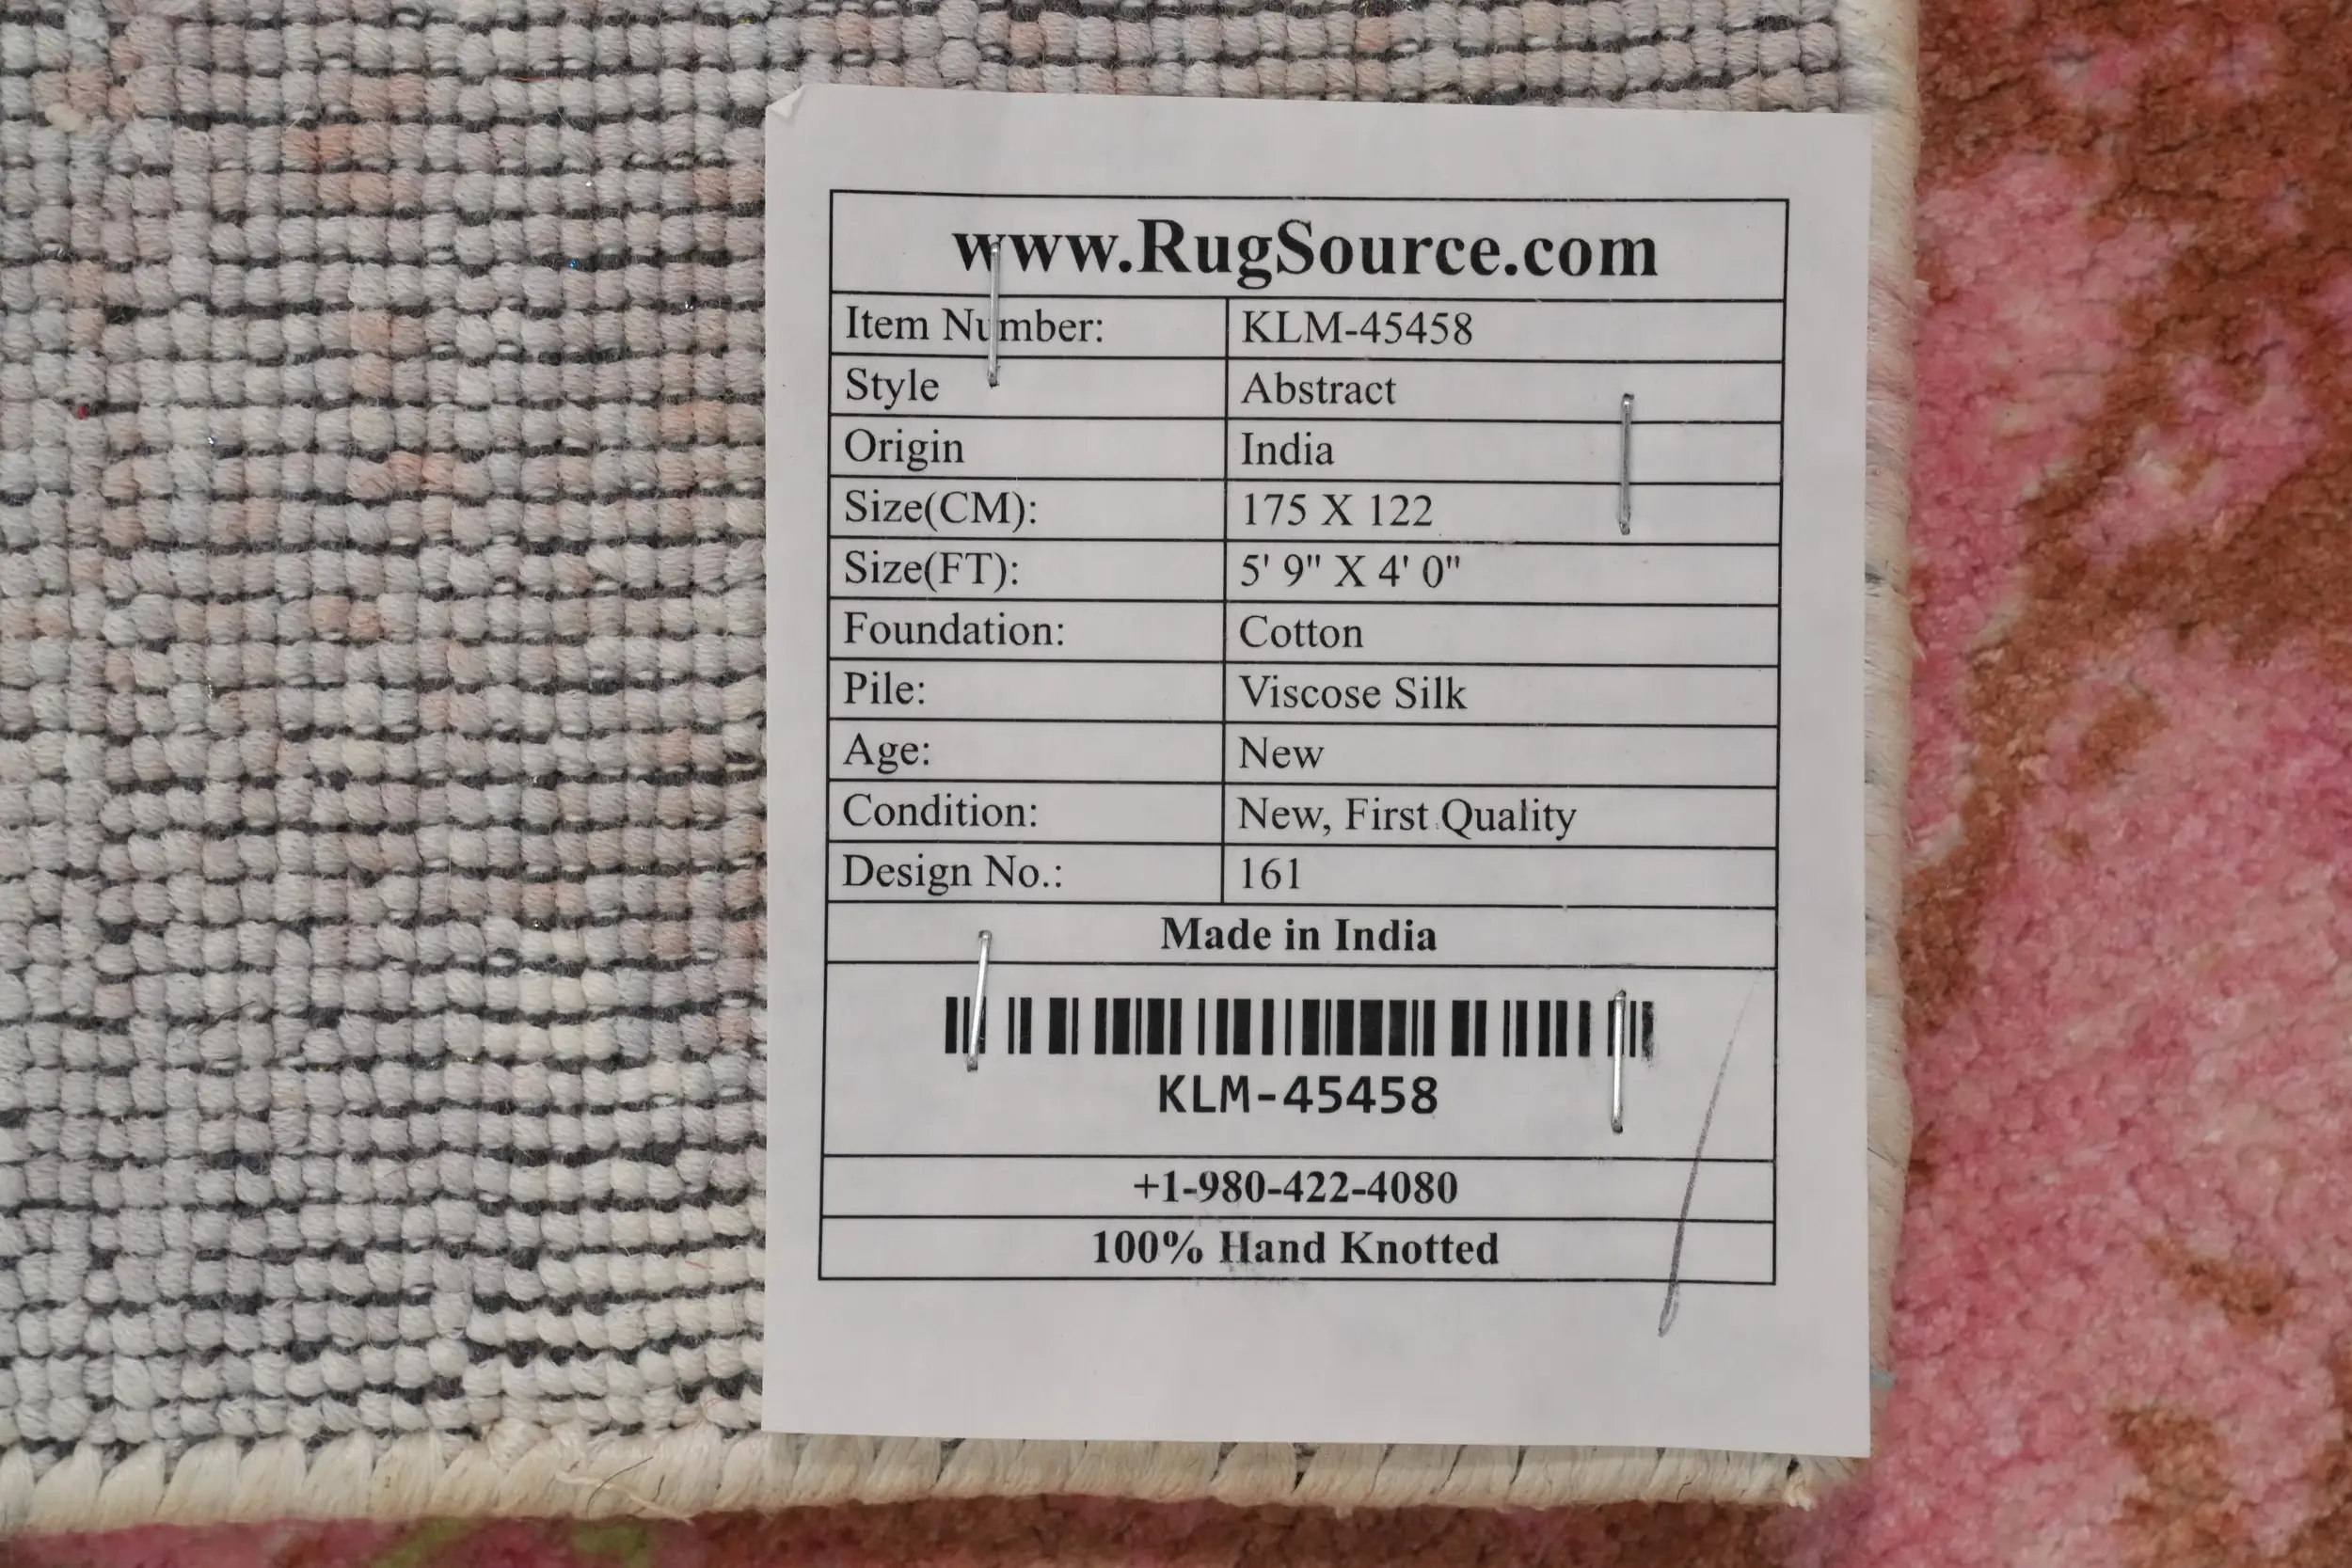 www.RugSource.com
Item Number: KLM-45458
Style Abstract
Origin India
Size(CM): 175 X 122
Size(FT): 5' 9" X 4' 0"
Foundation: Cotton
Pile: Viscose Silk
Age: New
Condition: New, First Quality
Design No.: 161
Made in India
KLM-45458
+1-980-422-4080
100% Hand Knotted